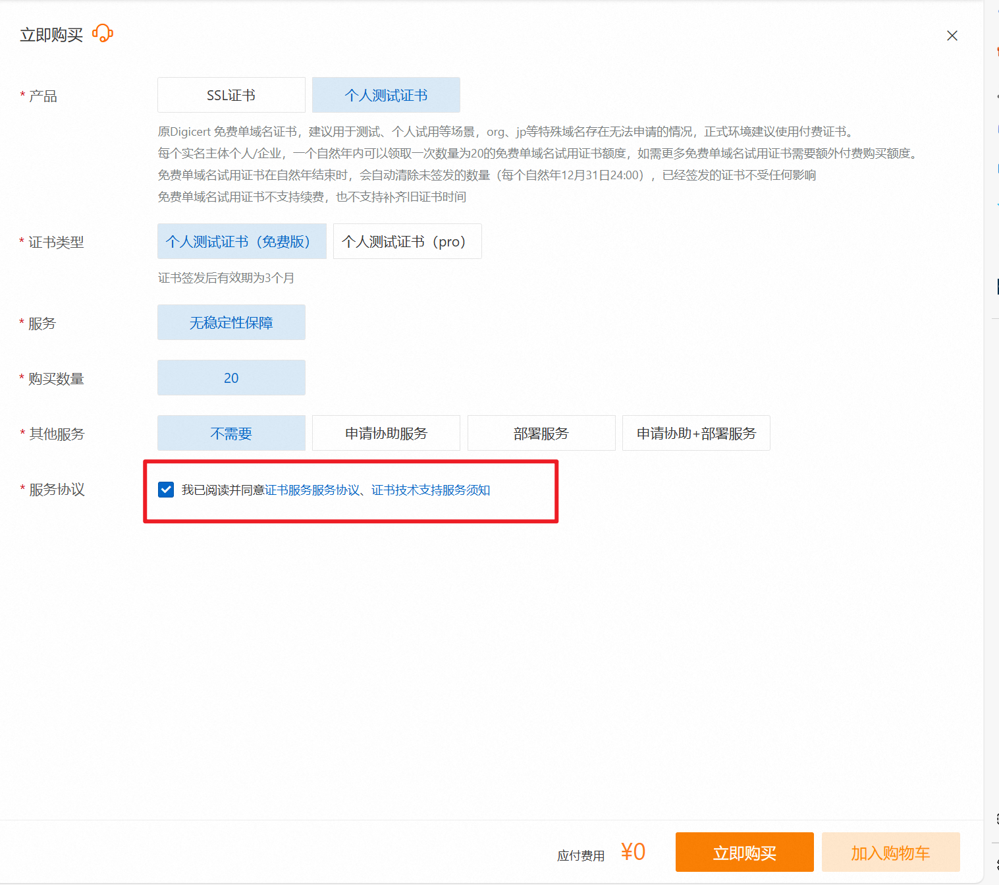 立即购买
* 产品
SSL证书
个人测试证书
原Digicert 免费单域名证书，建议用于测试、个人试用等场景，org、jp等特殊域名存在无法申请的情况，正式环境建议使用付费证书。
每个实名主体个人/企业，一个自然年内可以领取一次数量为20的免费单域名试用证书额度，如需更多免费单域名试用证书需要额外付费购买额度。
免费单域名试用证书在自然年结束时，会自动清除未签发的数量（每个自然年12月31日24:00），已经签发的证书不受任何影响
免费单域名试用证书不支持续费，也不支持补齐旧证书时间
* 证书类型
个人测试证书（免费版）
个人测试证书（pro）
证书签发后有效期为3个月
* 服务
无稳定性保障
* 购买数量
20
* 其他服务
不需要
申请协助服务
部署服务
申请协助+部署服务
* 服务协议
我已阅读并同意证书服务服务协议、证书技术支持服务须知
应付费用 ¥0
立即购买
加入购物车